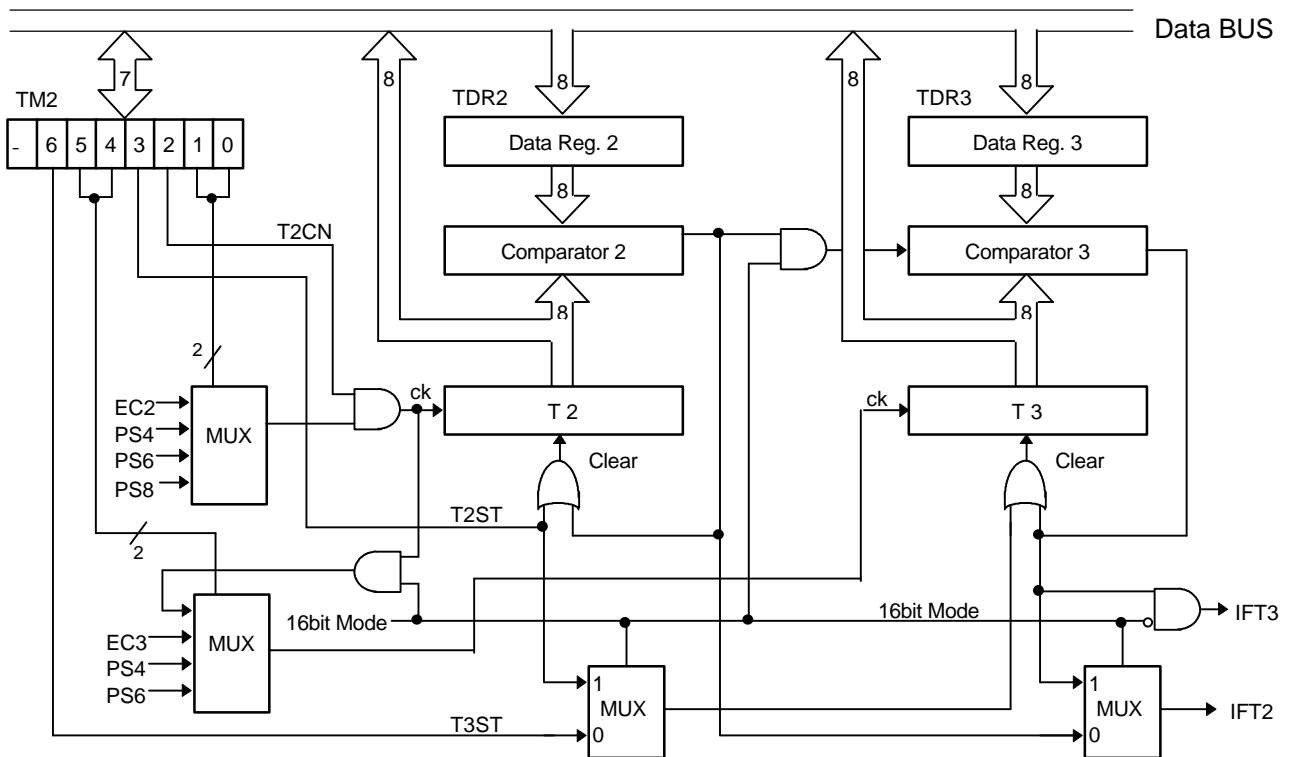 Data BUS
7
8
8
8
8
TM2
TDR2
TDR3
- 6 5 4 3 2 1 0
Data Reg. 2
Data Reg. 3
8
8
T2CN
Comparator 2
Comparator 3
8
8
2
EC2
PS4
PS6
PS8
MUX
ck
T 2
ck
T 3
Clear
Clear
T2ST
2
EC3
PS4
PS6
MUX
16bit Mode
16bit Mode
IFT3
T3ST
1
MUX
0
1
MUX
0
IFT2